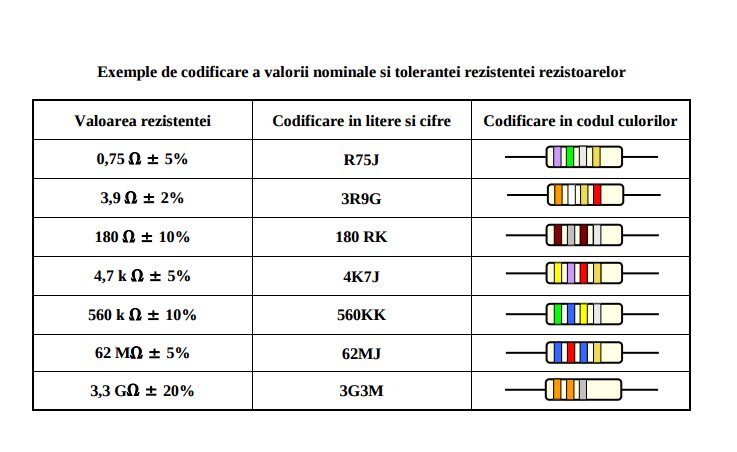 Exemple de codificare a valorii nominale si tolerantei rezistentei rezistoarelor
Valoarea rezistentei Codificare in litere si cifre Codificare in codul culorilor
0,75 Ω ± 5% R75J
3,9 Ω ± 2% 3R9G
180 Ω ± 10% 180 RK
4,7 k Ω ± 5% 4K7J
560 k Ω ± 10% 560KK
62 MΩ ± 5% 62MJ
3,3 GΩ ± 20% 3G3M